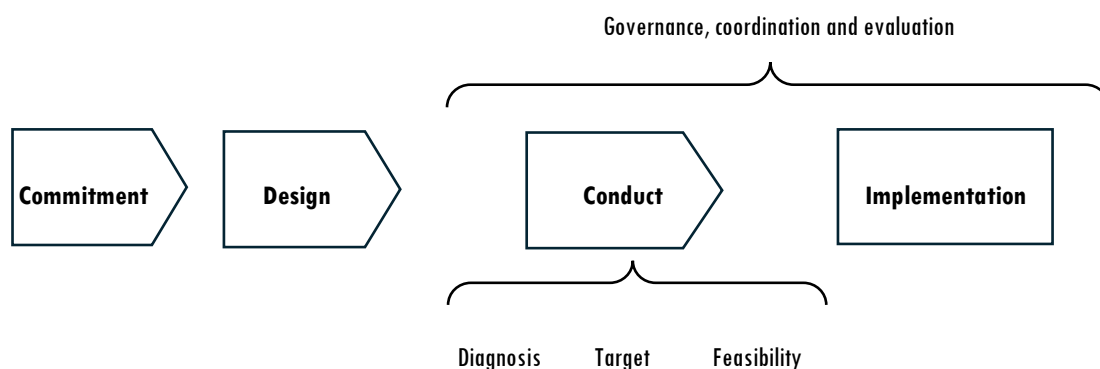 Governance, coordination and evaluation
Commitment
Design
Conduct
Implementation
Diagnosis
Target
Feasibility